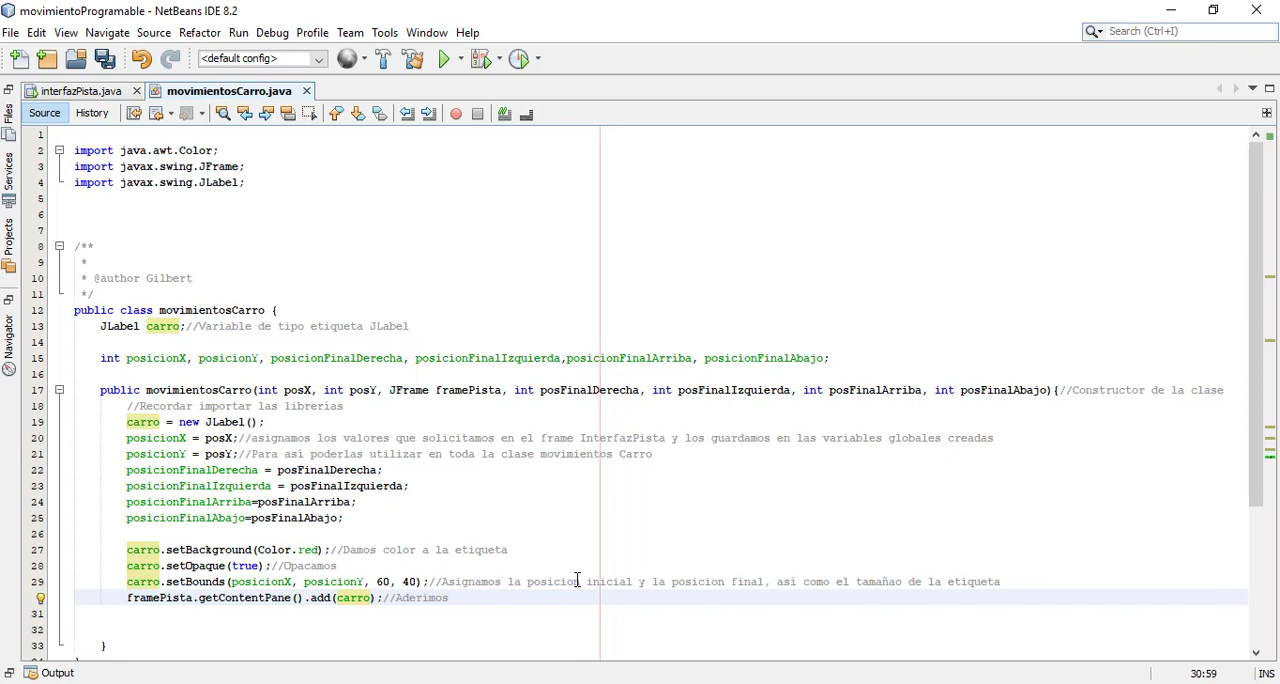 movimientoProgramable - NetBeans IDE 8.2
File Edit View Navigate Source Refactor Run Debug Profile Team Tools Window Help
Search (Ctrl+I)
<default config>
interfazPista.java movimientosCarro.java
Source History
Files
Services
Projects
Navigator
1
2 import java.awt.Color;
3 import javax.swing.JFrame;
4 import javax.swing.JLabel;
5
6
7
8 /**
9 *
10 * @author Gilbert
11 */
12 public class movimientosCarro {
13 JLabel carro;//Variable de tipo etiqueta JLabel
14
15 int posicionX, posicionY, posicionFinalDerecha, posicionFinalIzquierda,posicionFinalArriba, posicionFinalAbajo;
16
17 public movimientosCarro(int posX, int posY, JFrame framePista, int posFinalDerecha, int posFinalIzquierda, int posFinalArriba, int posFinalAbajo){//Constructor de la clase
18 //Recordar importar las librerias
19 carro = new JLabel();
20 posicionX = posX;//asignamos los valores que solicitamos en el frame InterfazPista y los guardamos en las variables globales creadas
21 posicionY = posY;//Para asi poderlas utilizar en toda la clase movimientos Carro
22 posicionFinalDerecha = posFinalDerecha;
23 posicionFinalIzquierda = posFinalIzquierda;
24 posicionFinalArriba=posFinalArriba;
25 posicionFinalAbajo=posFinalAbajo;
26
27 carro.setBackground(Color.red);//Damos color a la etiqueta
28 carro.setOpaque(true);//Opacamos
29 carro.setBounds(posicionX, posicionY, 60, 40);//Asignamos la posicion inicial y la posicion final, asi como el tamañao de la etiqueta
framePista.getContentPane().add(carro);//Aderimos
31
32
33 }
Output
30:59 INS